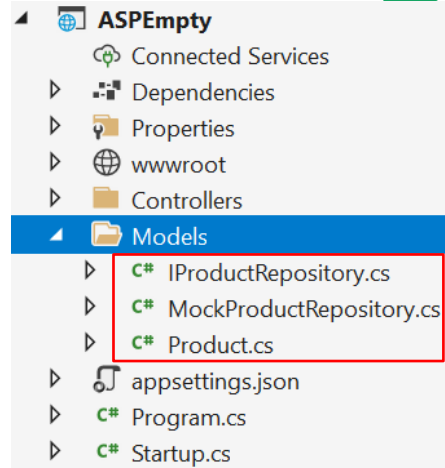 ASPEmpty
Connected Services
Dependencies
Properties
wwwroot
Controllers
Models
C# IProductRepository.cs
C# MockProductRepository.cs
C# Product.cs
appsettings.json
C# Program.cs
C# Startup.cs